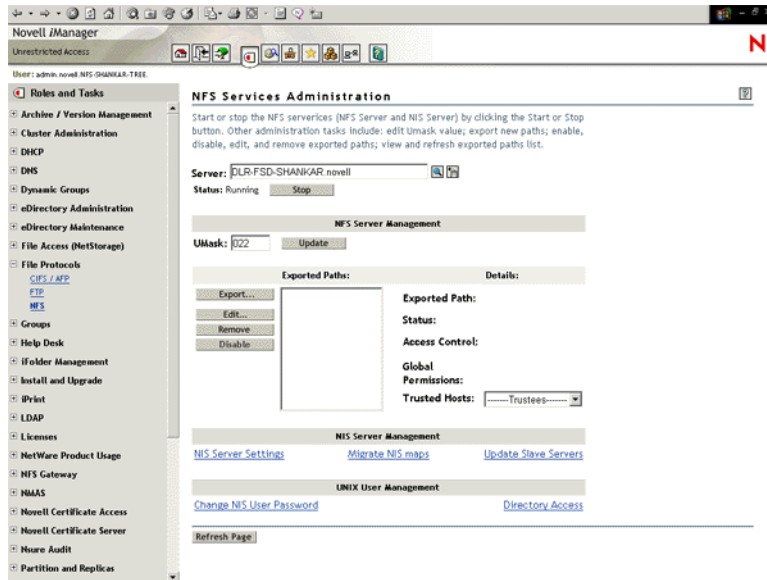 Novell iManager
Unrestricted Access
N
User: admin.novell.NFS-SHANKAR-TREE.
Roles and Tasks
Archive / Version Management
Cluster Administration
DHCP
DNS
Dynamic Groups
eDirectory Administration
eDirectory Maintenance
File Access (NetStorage)
File Protocols
CIFS / AFP
FTP
NFS
Groups
Help Desk
iFolder Management
Install and Upgrade
iPrint
LDAP
Licenses
NetWare Product Usage
NFS Gateway
NMAS
Novell Certificate Access
Novell Certificate Server
Nsure Audit
Partition and Replicas
NFS Services Administration
Start or stop the NFS serverices (NFS Server and NIS Server) by clicking the Start or Stop
button. Other administration tasks include: edit Umask value; export new paths; enable,
disable, edit, and remove exported paths; view and refresh exported paths list.
Server: DLR-FSD-SHANKAR.novell
Status: Running Stop
NFS Server Management
UMask: 022 Update
Exported Paths: Details:
Export...
Edit...
Remove
Disable
Exported Path:
Status:
Access Control:
Global
Permissions:
Trusted Hosts: -------Trustees-------
NIS Server Management
NIS Server Settings Migrate NIS maps Update Slave Servers
UNIX User Management
Change NIS User Password Directory Access
Refresh Page